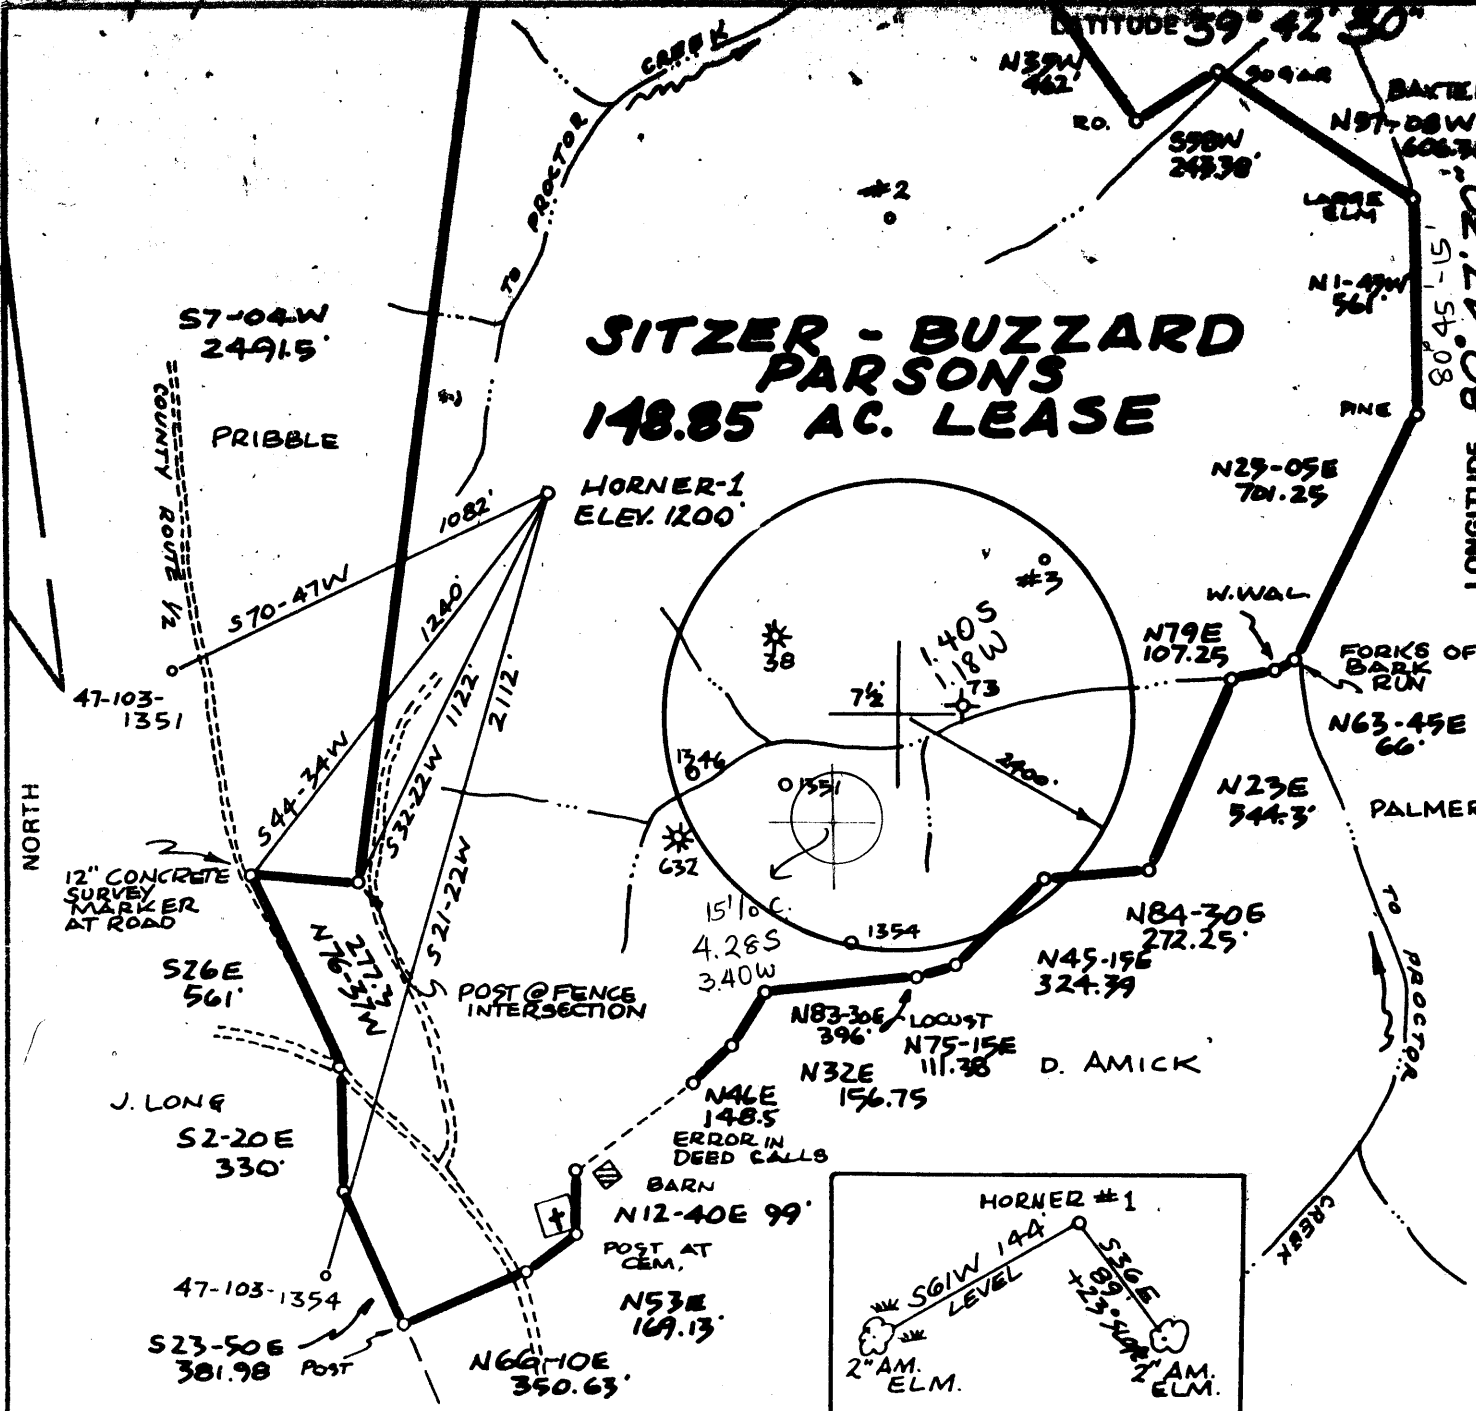 LATITUDE 39° 42' 30"
CREEK
N39W
462'
SUGAR
BAXTER
N57-08W
R.O.
S58W
243.38'
PROCTOR
TO
#2
LARGE
ELM
N1-49W
561'
80° 45' - 15"
LONGITUDE
S7-04W
2491.5'
COUNTY ROUTE 1/2
PRIBBLE
SITZER - BUZZARD
PARSONS
148.85 AC. LEASE
PINE
N25-05E
701.25
HORNER-1
ELEV. 1200'
1082'
S70-47W
1240'
#3
W.WAL
1.40S
1.18W
38
7½'
73
N79E
107.25
FORKS OF
BARK
RUN
47-103-
1351
1122'
2112'
N63-45E
66'
S44-34W
S32-22W
1346
1351
2400'
N23E
544.3'
PALMER
NORTH
632
12" CONCRETE
SURVEY
MARKER
AT ROAD
S21-22W
15'loc.
4.28S
3.40W
1354
N84-30E
272.25'
TO PROCTOR
S26E
561'
277.3
N76-37W
POST @ FENCE
INTERSECTION
N45-15E
324.39
N83-30E
396'
LOCUST
N75-15E
111.38
D. AMICK
N32E
156.75
J. LONG
N46E
148.5
S2-20E
330'
ERROR IN
DEED CALLS
BARN
N12-40E 99'
POST AT
CEM.
HORNER #1
S61W 144'
LEVEL
S36E
89'
+23° SLOPE
CREEK
47-103-1354
N53E
169.13'
S23-50E
381.98
POST
N66-10E
350.63'
2" AM.
ELM.
2" AM.
ELM.